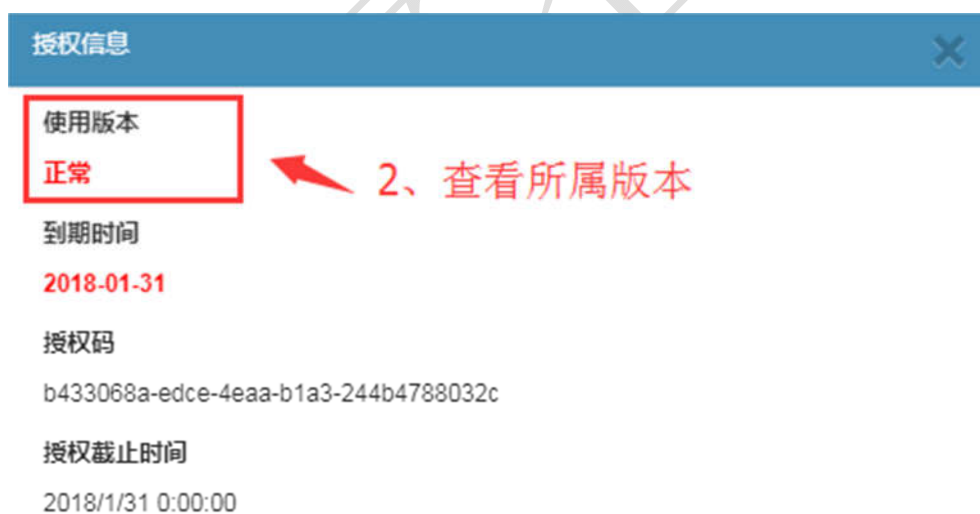 授权信息
使用版本
正常
2、查看所属版本
到期时间
2018-01-31
授权码
b433068a-edce-4eaa-b1a3-244b4788032c
授权截止时间
2018/1/31 0:00:00